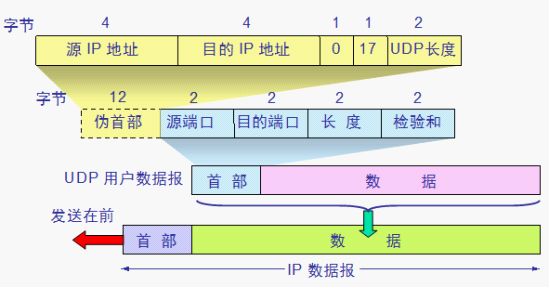 字节 4 4 1 1 2
源 IP 地址 目的 IP 地址 0 17 UDP长度
字节 12 2 2 2 2
伪首部 源端口 目的端口 长 度 检验和
UDP 用户数据报 首 部 数 据
发送在前 首 部 数 据
IP 数据报